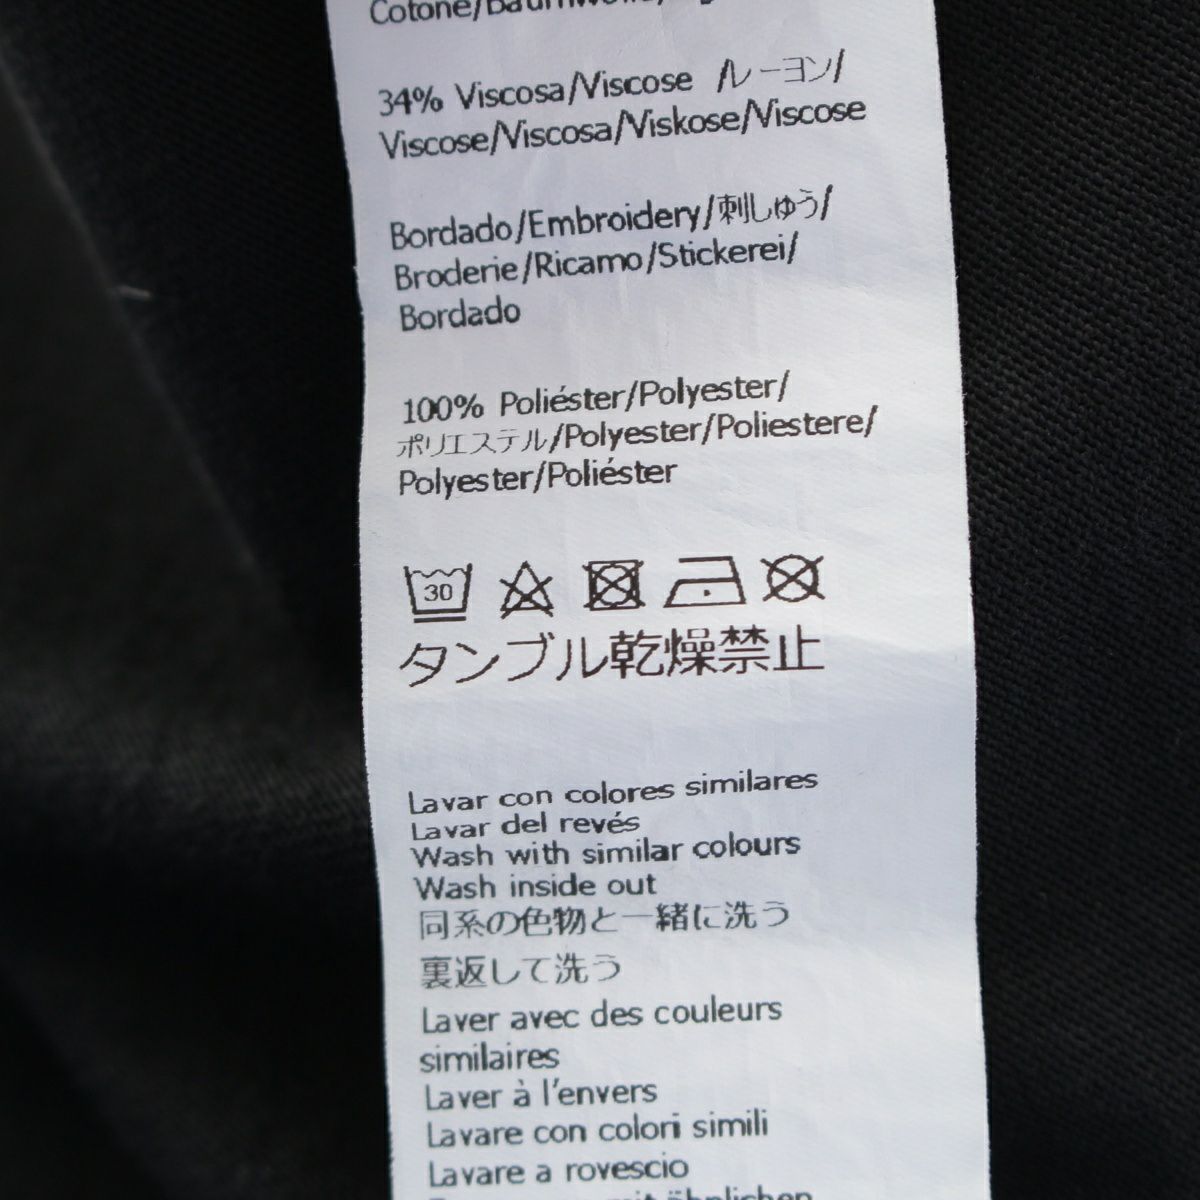 Cotone/Baumwolle/
34% Viscosa/Viscose /レーヨン/
Viscose/Viscosa/Viskose/Viscose
Bordado/Embroidery/刺しゅう/
Broderie/Ricamo/Stickerei/
Bordado
100% Poliéster/Polyester/
ポリエステル/Polyester/Poliestere/
Polyester/Poliéster
30
タンブル乾燥禁止
Lavar con colores similares
Lavar del revés
Wash with similar colours
Wash inside out
同系の色物と一緒に洗う
裏返して洗う
Laver avec des couleurs
similaires
Laver à l'envers
Lavare con colori simili
Lavare a rovescio
mit ähnlichen